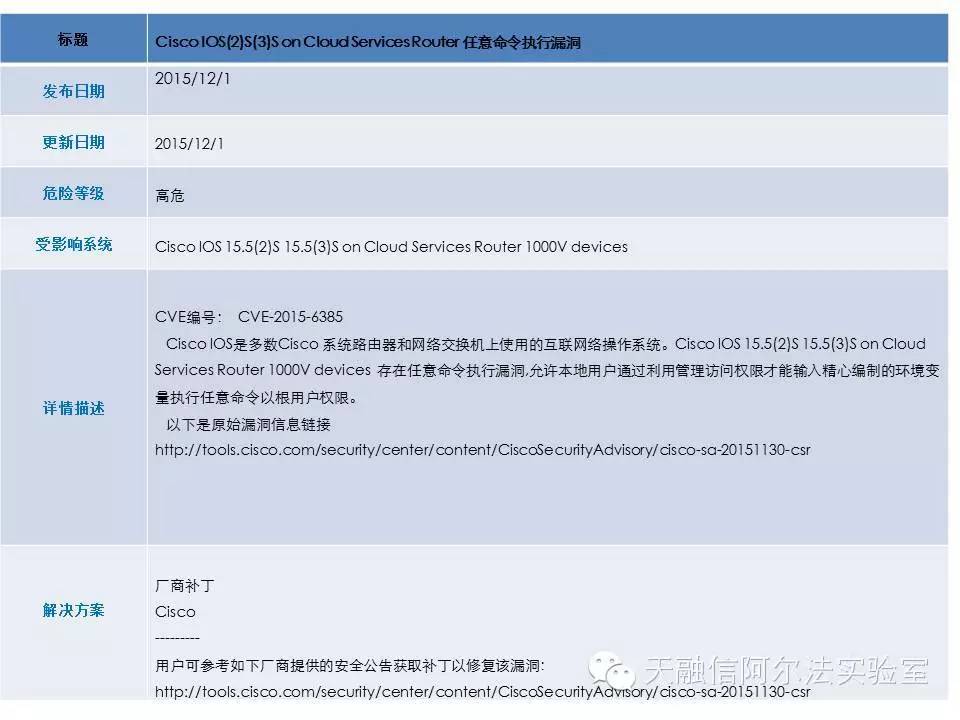 标题
Cisco IOS(2)S(3)S on Cloud Services Router 任意命令执行漏洞
发布日期
2015/12/1
更新日期
2015/12/1
危险等级
高危
受影响系统
Cisco IOS 15.5(2)S 15.5(3)S on Cloud Services Router 1000V devices
详情描述
CVE编号： CVE-2015-6385
Cisco IOS是多数Cisco 系统路由器和网络交换机上使用的互联网络操作系统。Cisco IOS 15.5(2)S 15.5(3)S on Cloud
Services Router 1000V devices 存在任意命令执行漏洞,允许本地用户通过利用管理访问权限才能输入精心编制的环境变
量执行任意命令以根用户权限。
以下是原始漏洞信息链接
http://tools.cisco.com/security/center/content/CiscoSecurityAdvisory/cisco-sa-20151130-csr
解决方案
厂商补丁
Cisco
---------
用户可参考如下厂商提供的安全公告获取补丁以修复该漏洞:
http://tools.cisco.com/security/center/content/CiscoSecurityAdvisory/cisco-sa-20151130-csr
天融信阿尔法实验室